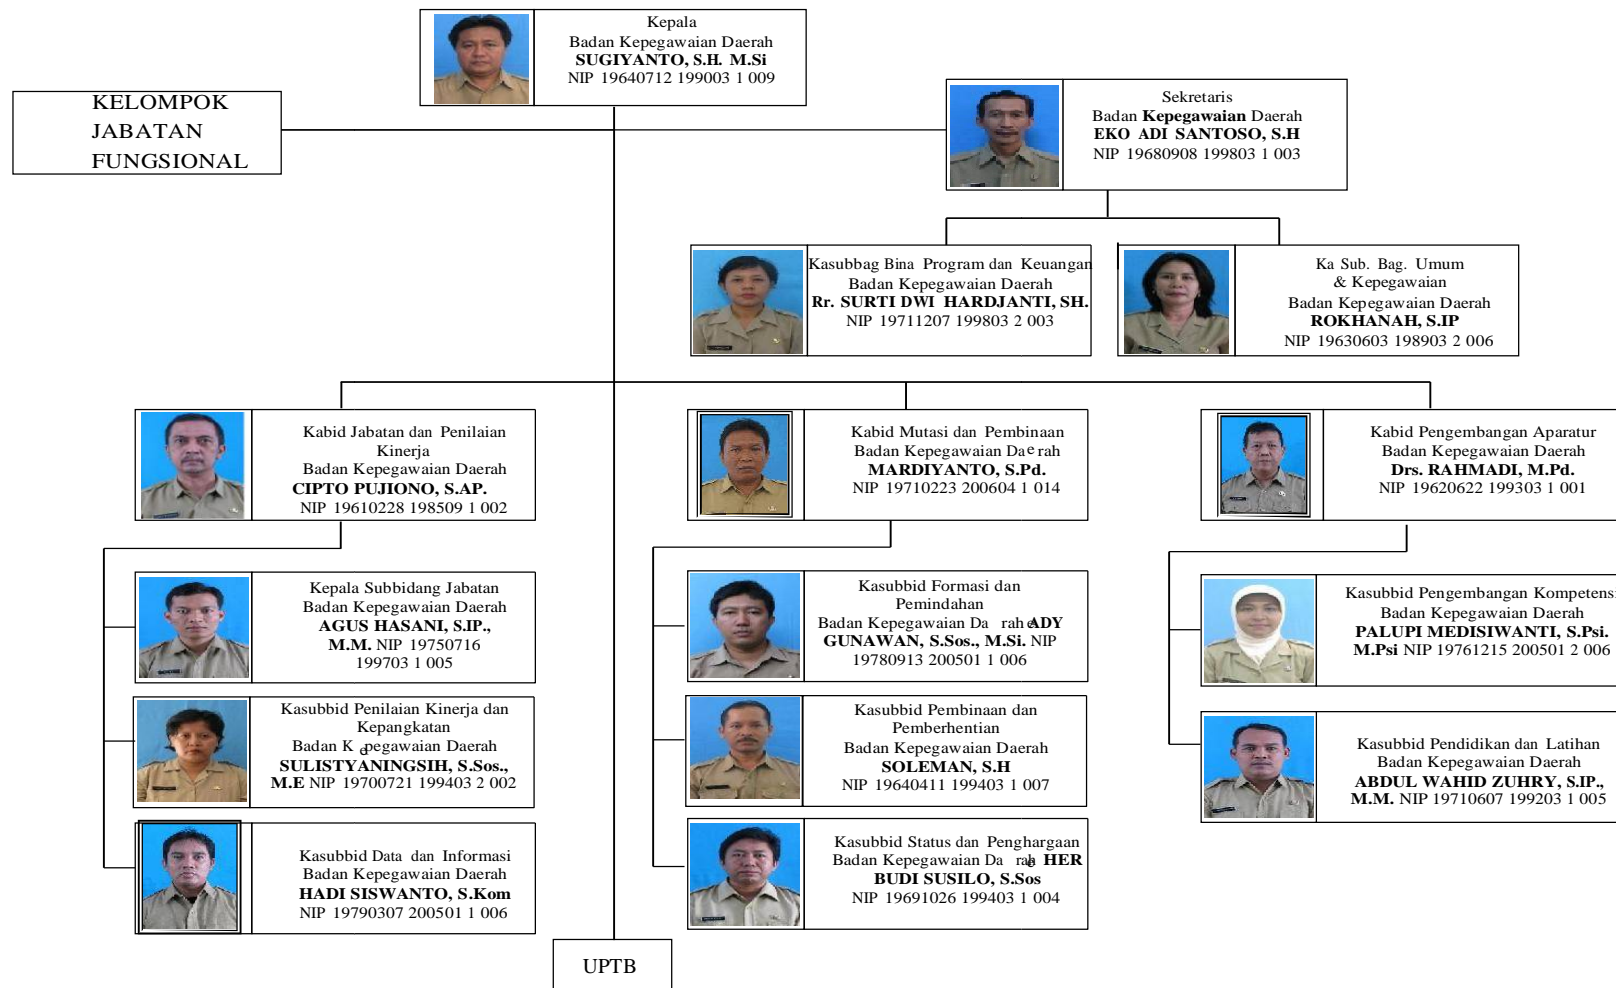 Kepala
Badan Kepegawaian Daerah
SUGIYANTO, S.H. M.Si
NIP 19640712 199003 1 009
KELOMPOK
JABATAN
FUNGSIONAL
Sekretaris
Badan Kepegawaian Daerah
EKO ADI SANTOSO, S.H
NIP 19680908 199803 1 003
Kasubbag Bina Program dan Keuangan
Badan Kepegawaian Daerah
Rr. SURTI DWI HARDJANTI, SH.
NIP 19711207 199803 2 003
Ka Sub. Bag. Umum
& Kepegawaian
Badan Kepegawaian Daerah
ROKHANAH, S.IP
NIP 19630603 198903 2 006
Kabid Jabatan dan Penilaian
Kinerja
Badan Kepegawaian Daerah
CIPTO PUJIONO, S.AP.
NIP 19610228 198509 1 002
Kabid Mutasi dan Pembinaan
Badan Kepegawaian Daerah
MARDIYANTO, S.Pd.
NIP 19710223 200604 1 014
Kabid Pengembangan Aparatur
Badan Kepegawaian Daerah
Drs. RAHMADI, M.Pd.
NIP 19620622 199303 1 001
Kepala Subbidang Jabatan
Badan Kepegawaian Daerah
AGUS HASANI, S.IP.,
M.M. NIP 19750716
199703 1 005
Kasubbid Formasi dan
Pemindahan
Badan Kepegawaian Da rah e ADY
GUNAWAN, S.Sos., M.Si. NIP
19780913 200501 1 006
Kasubbid Pengembangan Kompetensi
Badan Kepegawaian Daerah
PALUPI MEDISIWANTI, S.Psi.
M.Psi NIP 19761215 200501 2 006
Kasubbid Penilaian Kinerja dan
Kepangkatan
Badan K epegawaian Daerah
SULISTYANINGSIH, S.Sos.,
M.E NIP 19700721 199403 2 002
Kasubbid Pembinaan dan
Pemberhentian
Badan Kepegawaian Daerah
SOLEMAN, S.H
NIP 19640411 199403 1 007
Kasubbid Pendidikan dan Latihan
Badan Kepegawaian Daerah
ABDUL WAHID ZUHRY, S.IP.,
M.M. NIP 19710607 199203 1 005
Kasubbid Data dan Informasi
Badan Kepegawaian Daerah
HADI SISWANTO, S.Kom
NIP 19790307 200501 1 006
Kasubbid Status dan Penghargaan
Badan Kepegawaian Da rah e HER
BUDI SUSILO, S.Sos
NIP 19691026 199403 1 004
UPTB